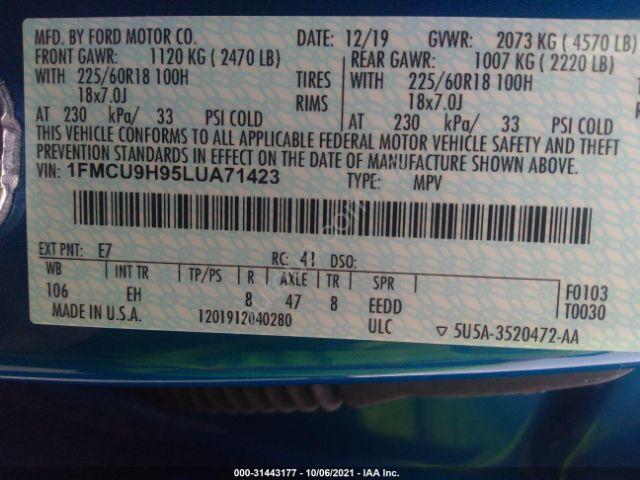 MFD. BY FORD MOTOR CO. DATE: 12/19 GVWR: 2073 KG ( 4570 LB)
FRONT GAWR: 1120 KG ( 2470 LB) REAR GAWR: 1007 KG ( 2220 LB)
WITH 225/60R18 100H TIRES WITH 225/60R18 100H
18x7.0J RIMS 18x7.0J
AT 230 kPa/ 33 PSI COLD AT 230 kPa/ 33 PSI COLD
THIS VEHICLE CONFORMS TO ALL APPLICABLE FEDERAL MOTOR VEHICLE SAFETY AND THEFT
PREVENTION STANDARDS IN EFFECT ON THE DATE OF MANUFACTURE SHOWN ABOVE.
VIN: 1FMCU9H95LUA71423 TYPE: MPV
EXT PNT: E7 RC: 41 DSO:
WB INT TR TP/PS R AXLE TR SPR
106 EH 8 47 8 EEDD F0103
MADE IN U.S.A. 1201912040280 ULC T0030
▽ 5U5A-3520472-AA
000-31443177 - 10/06/2021 - IAA Inc.